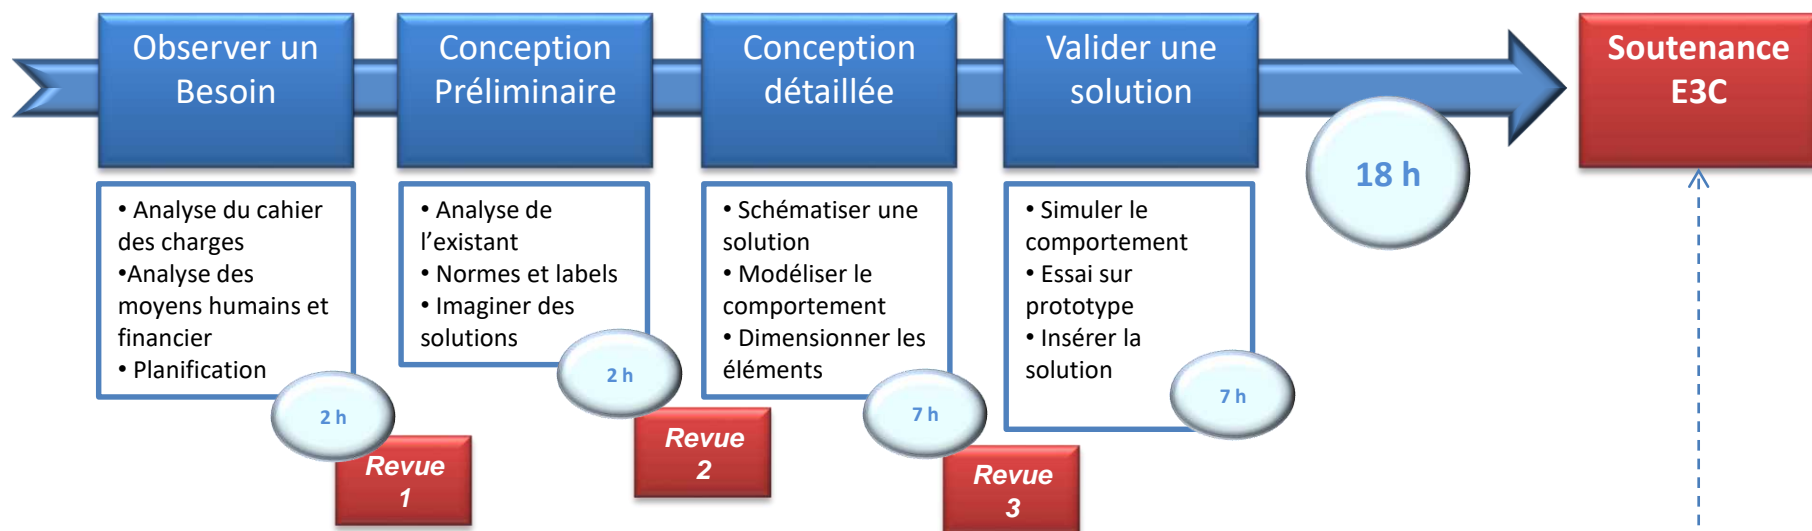 Observer un
Besoin
Conception
Préliminaire
Conception
détaillée
Valider une
solution
Soutenance
E3C
18 h
• Analyse du cahier
des charges
•Analyse des
moyens humains et
financier
• Planification
2 h
Revue
1
• Analyse de
l’existant
• Normes et labels
• Imaginer des
solutions
2 h
Revue
2
• Schématiser une
solution
• Modéliser le
comportement
• Dimensionner les
éléments
7 h
Revue
3
• Simuler le
comportement
• Essai sur
prototype
• Insérer la
solution
7 h